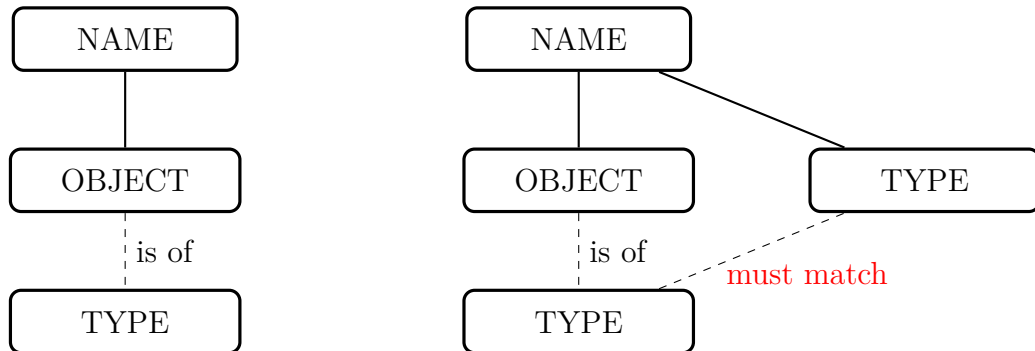 NAME
OBJECT
is of
TYPE
NAME
OBJECT
TYPE
is of
must match
TYPE